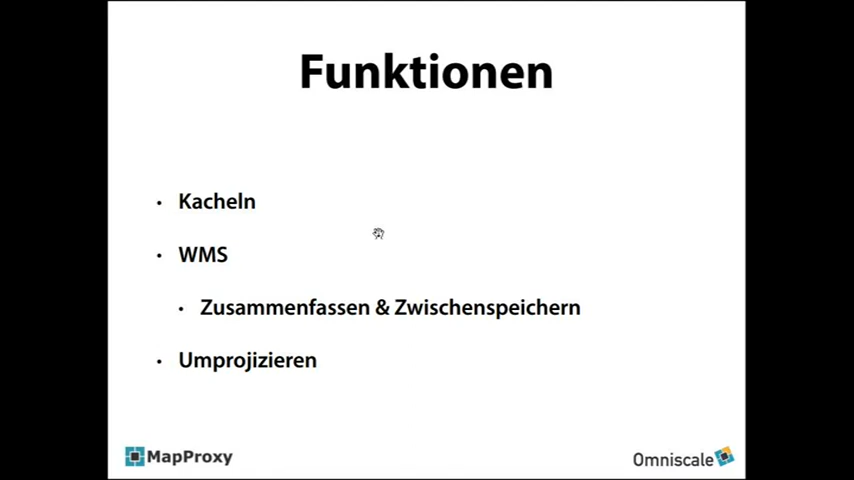 Funktionen
• Kacheln
• WMS
• Zusammenfassen & Zwischenspeichern
• Umprojizieren
MapProxy
Omniscale